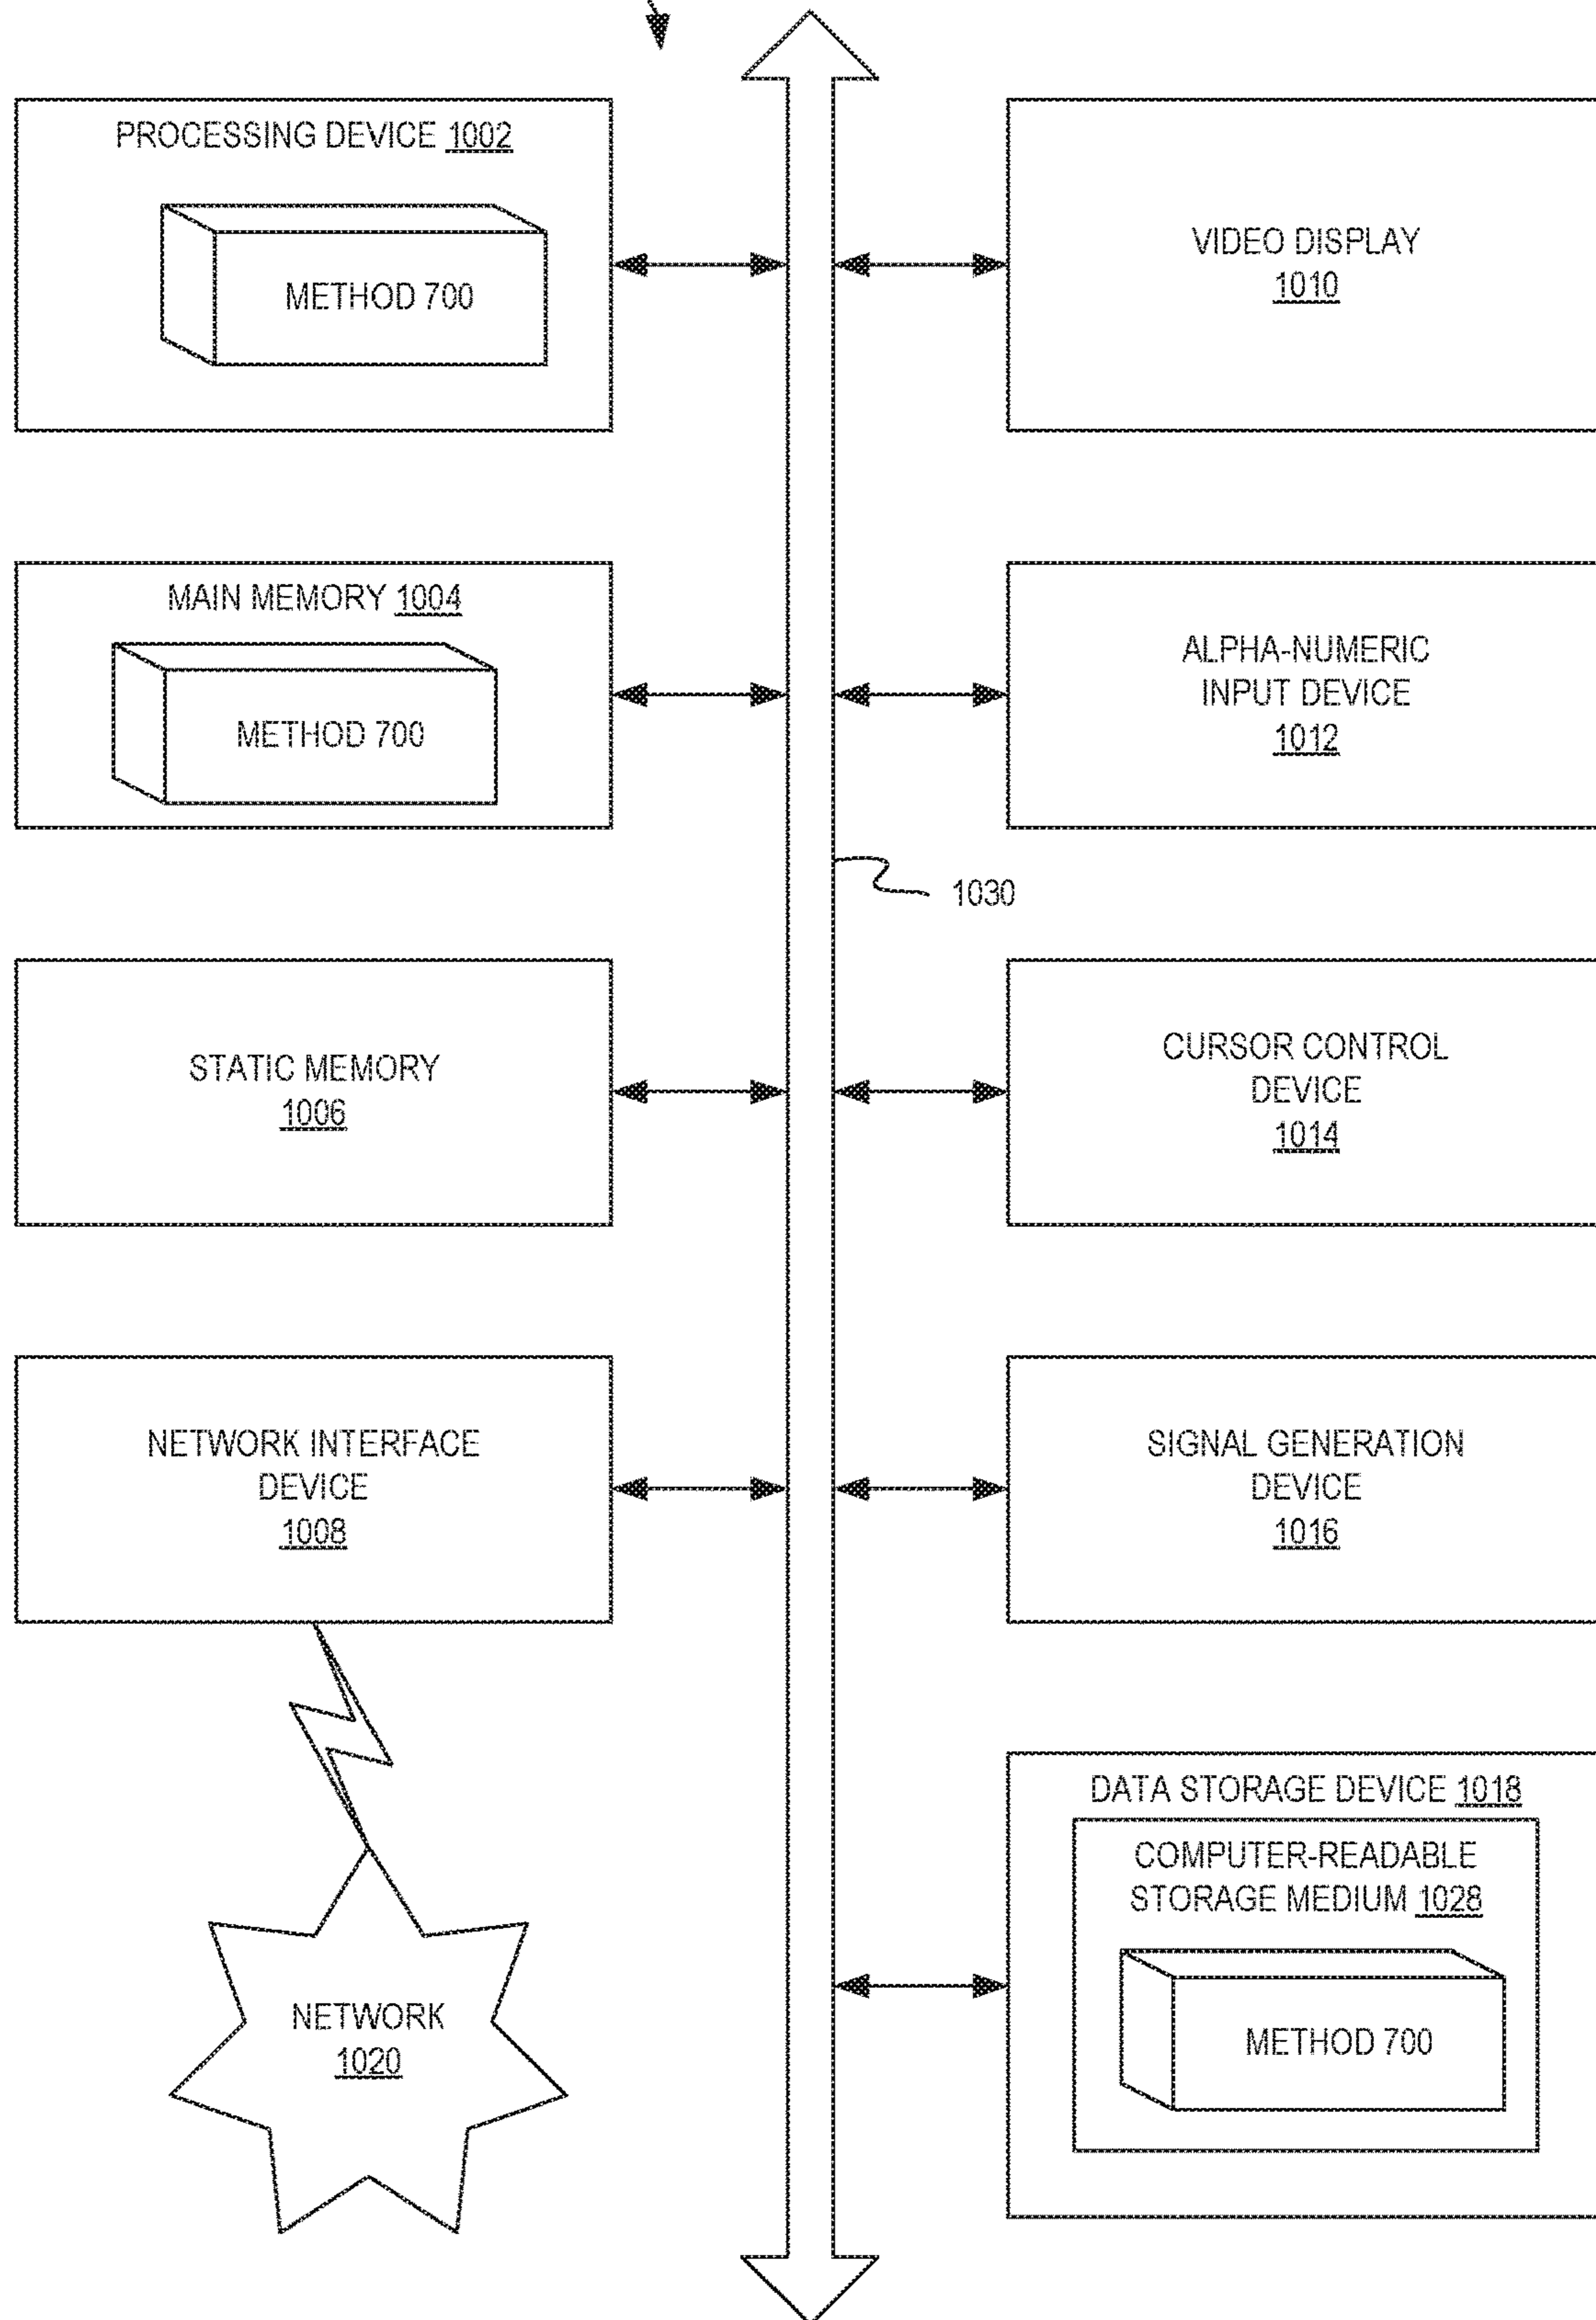 PROCESSING DEVICE 1002
METHOD 700
VIDEO DISPLAY
1010
MAIN MEMORY 1004
METHOD 700
ALPHA-NUMERIC
INPUT DEVICE
1012
1030
STATIC MEMORY
1006
CURSOR CONTROL
DEVICE
1014
NETWORK INTERFACE
DEVICE
1008
SIGNAL GENERATION
DEVICE
1016
DATA STORAGE DEVICE 1018
COMPUTER-READABLE
STORAGE MEDIUM 1028
METHOD 700
NETWORK
1020